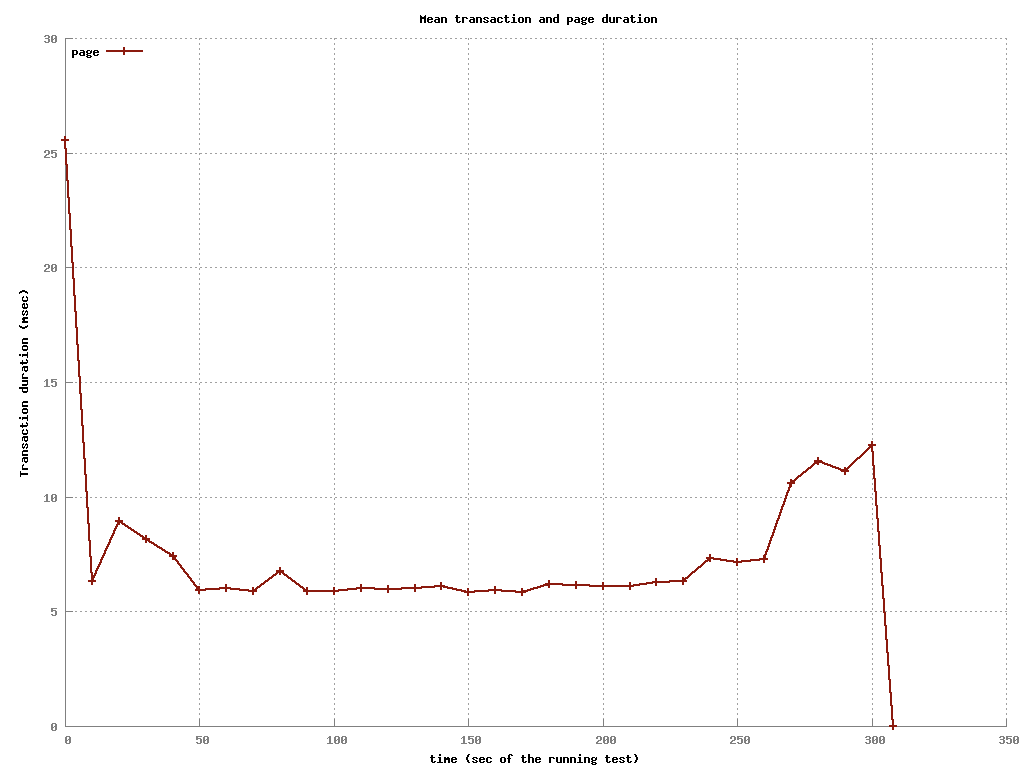 Mean transaction and page duration
page
30
25
20
15
10
5
0
Transaction duration (msec)
0 50 100 150 200 250 300 350
time (sec of the running test)